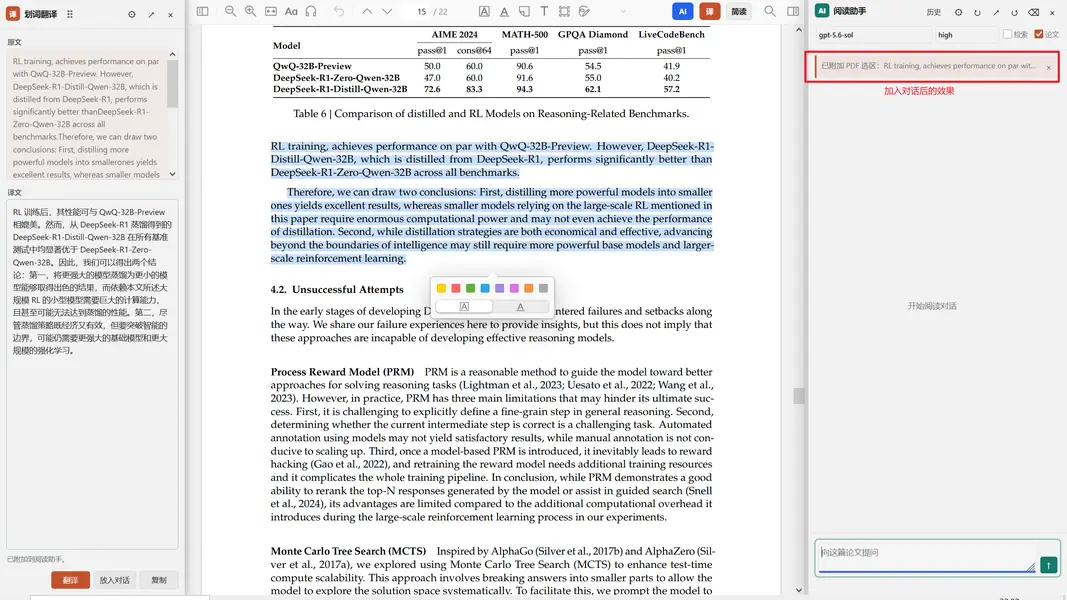 译 划词翻译
原文
RL training, achieves performance on par
with QwQ-32B-Preview. However,
DeepSeek-R1-Distill-Qwen-32B, which is
distilled from DeepSeek-R1, performs
significantly better thanDeepSeek-R1-
Zero-Qwen-32B across all
benchmarks.Therefore, we can draw two
conclusions: First, distilling more
powerful models into smallerones yields
excellent results, whereas smaller models
译文
RL 训练后，其性能可与 QwQ-32B-Preview
相媲美。然而，从 DeepSeek-R1 蒸馏得到的
DeepSeek-R1-Distill-Qwen-32B 在所有基准
测试中均显著优于 DeepSeek-R1-Zero-
Qwen-32B。因此，我们可以得出两个结
论：第一，将更强大的模型蒸馏为更小的模
型能够取得出色的结果，而依赖本文所述大
规模 RL 的小型模型需要巨大的计算能力，
且甚至可能无法达到蒸馏的性能。第二，尽
管蒸馏策略既经济又有效，但要突破智能的
边界，可能仍需要更强大的基础模型和更大
规模的强化学习。
已附加到阅读助手。
翻译 放入对话 复制
Aa 15 / 22 A A T AI 译 简读
AIME 2024 MATH-500 GPQA Diamond LiveCodeBench
Model
pass@1 cons@64 pass@1 pass@1 pass@1
QwQ-32B-Preview 50.0 60.0 90.6 54.5 41.9
DeepSeek-R1-Zero-Qwen-32B 47.0 60.0 91.6 55.0 40.2
DeepSeek-R1-Distill-Qwen-32B 72.6 83.3 94.3 62.1 57.2
Table 6 | Comparison of distilled and RL Models on Reasoning-Related Benchmarks.
RL training, achieves performance on par with QwQ-32B-Preview. However, DeepSeek-R1-
Distill-Qwen-32B, which is distilled from DeepSeek-R1, performs significantly better than
DeepSeek-R1-Zero-Qwen-32B across all benchmarks.
Therefore, we can draw two conclusions: First, distilling more powerful models into smaller
ones yields excellent results, whereas smaller models relying on the large-scale RL mentioned in
this paper require enormous computational power and may not even achieve the performance
of distillation. Second, while distillation strategies are both economical and effective, advancing
beyond the boundaries of intelligence may still require more powerful base models and larger-
scale reinforcement learning.
A A
4.2. Unsuccessful Attempts
In the early stages of developing D ntered failures and setbacks along
the way. We share our failure experiences here to provide insights, but this does not imply that
these approaches are incapable of developing effective reasoning models.
Process Reward Model (PRM) PRM is a reasonable method to guide the model toward better
approaches for solving reasoning tasks (Lightman et al., 2023; Uesato et al., 2022; Wang et al.,
2023). However, in practice, PRM has three main limitations that may hinder its ultimate suc-
cess. First, it is challenging to explicitly define a fine-grain step in general reasoning. Second,
determining whether the current intermediate step is correct is a challenging task. Automated
annotation using models may not yield satisfactory results, while manual annotation is not con-
ducive to scaling up. Third, once a model-based PRM is introduced, it inevitably leads to reward
hacking (Gao et al., 2022), and retraining the reward model needs additional training resources
and it complicates the whole training pipeline. In conclusion, while PRM demonstrates a good
ability to rerank the top-N responses generated by the model or assist in guided search (Snell
et al., 2024), its advantages are limited compared to the additional computational overhead it
introduces during the large-scale reinforcement learning process in our experiments.
Monte Carlo Tree Search (MCTS) Inspired by AlphaGo (Silver et al., 2017b) and AlphaZero (Sil-
ver et al., 2017a), we explored using Monte Carlo Tree Search (MCTS) to enhance test-time
compute scalability. This approach involves breaking answers into smaller parts to allow the
model to explore the solution space systematically. To facilitate this, we prompt the model to
AI 阅读助手 历史
gpt-5.6-sol high 检索 论文
已附加 PDF 选区：RL training, achieves performance on par wit...
加入对话后的效果
开始阅读对话
向这篇论文提问